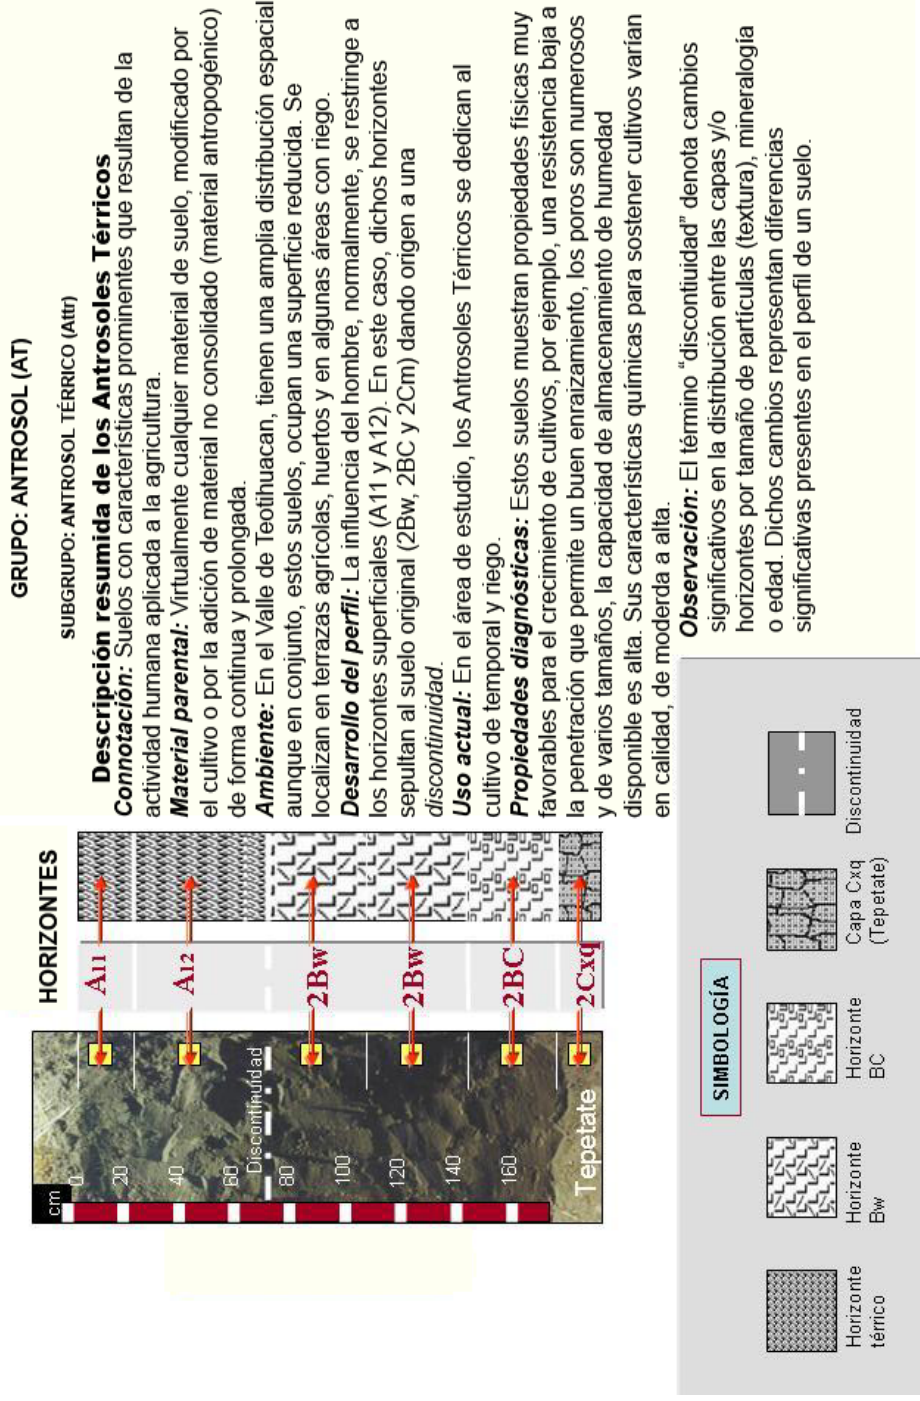 GRUPO: ANTROSOL (AT)
SUBGRUPO: ANTROSOL TÉRRICO (Attr)
HORIZONTES
cm
0
20
40
60
Discontinuidad
80
100
120
140
160
Tepetate
A11
A12
2Bw
2Bw
2BC
2Cxq
Descripción resumida de los Antrosoles Térricos
Connotación: Suelos con características prominentes que resultan de la
actividad humana aplicada a la agricultura.
Material parental: Virtualmente cualquier material de suelo, modificado por
el cultivo o por la adición de material no consolidado (material antropogénico)
de forma continua y prolongada.
Ambiente: En el Valle de Teotihuacan, tienen una amplia distribución espacial
aunque en conjunto, estos suelos, ocupan una superficie reducida. Se
localizan en terrazas agrícolas, huertos y en algunas áreas con riego.
Desarrollo del perfil: La influencia del hombre, normalmente, se restringe a
los horizontes superficiales (A11 y A12). En este caso, dichos horizontes
sepultan al suelo original (2Bw, 2BC y 2Cm) dando origen a una
discontinuidad.
Uso actual: En el área de estudio, los Antrosoles Térricos se dedican al
cultivo de temporal y riego.
Propiedades diagnósticas: Estos suelos muestran propiedades físicas muy
favorables para el crecimiento de cultivos, por ejemplo, una resistencia baja a
la penetración que permite un buen enraizamiento, los poros son numerosos
y de varios tamaños, la capacidad de almacenamiento de humedad
disponible es alta. Sus características químicas para sostener cultivos varían
en calidad, de moderda a alta.
Observación: El término "discontuidad" denota cambios
significativos en la distribución entre las capas y/o
horizontes por tamaño de partículas (textura), mineralogía
o edad. Dichos cambios representan diferencias
significativas presentes en el perfil de un suelo.
SIMBOLOGÍA
Horizonte
térrico
Horizonte
Bw
Horizonte
BC
Capa Cxq
(Tepetate)
Discontinuidad